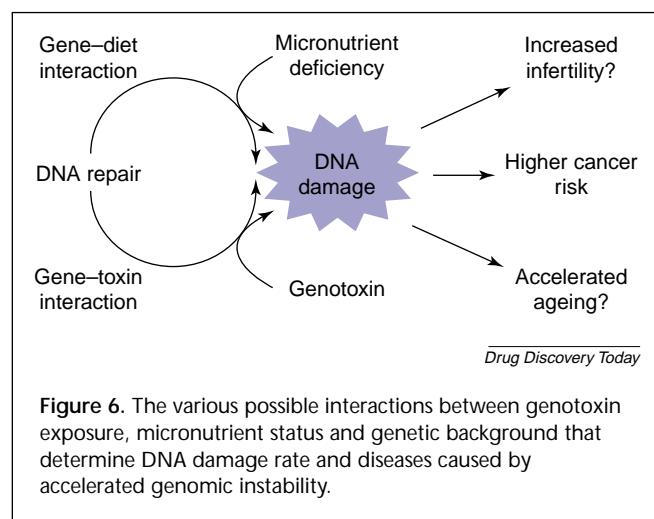 Gene–diet
interaction
Micronutrient
deficiency
Increased
infertility?
DNA repair
DNA
damage
Higher cancer
risk
Gene–toxin
interaction
Genotoxin
Accelerated
ageing?
Drug Discovery Today
Figure 6. The various possible interactions between genotoxin
exposure, micronutrient status and genetic background that
determine DNA damage rate and diseases caused by
accelerated genomic instability.